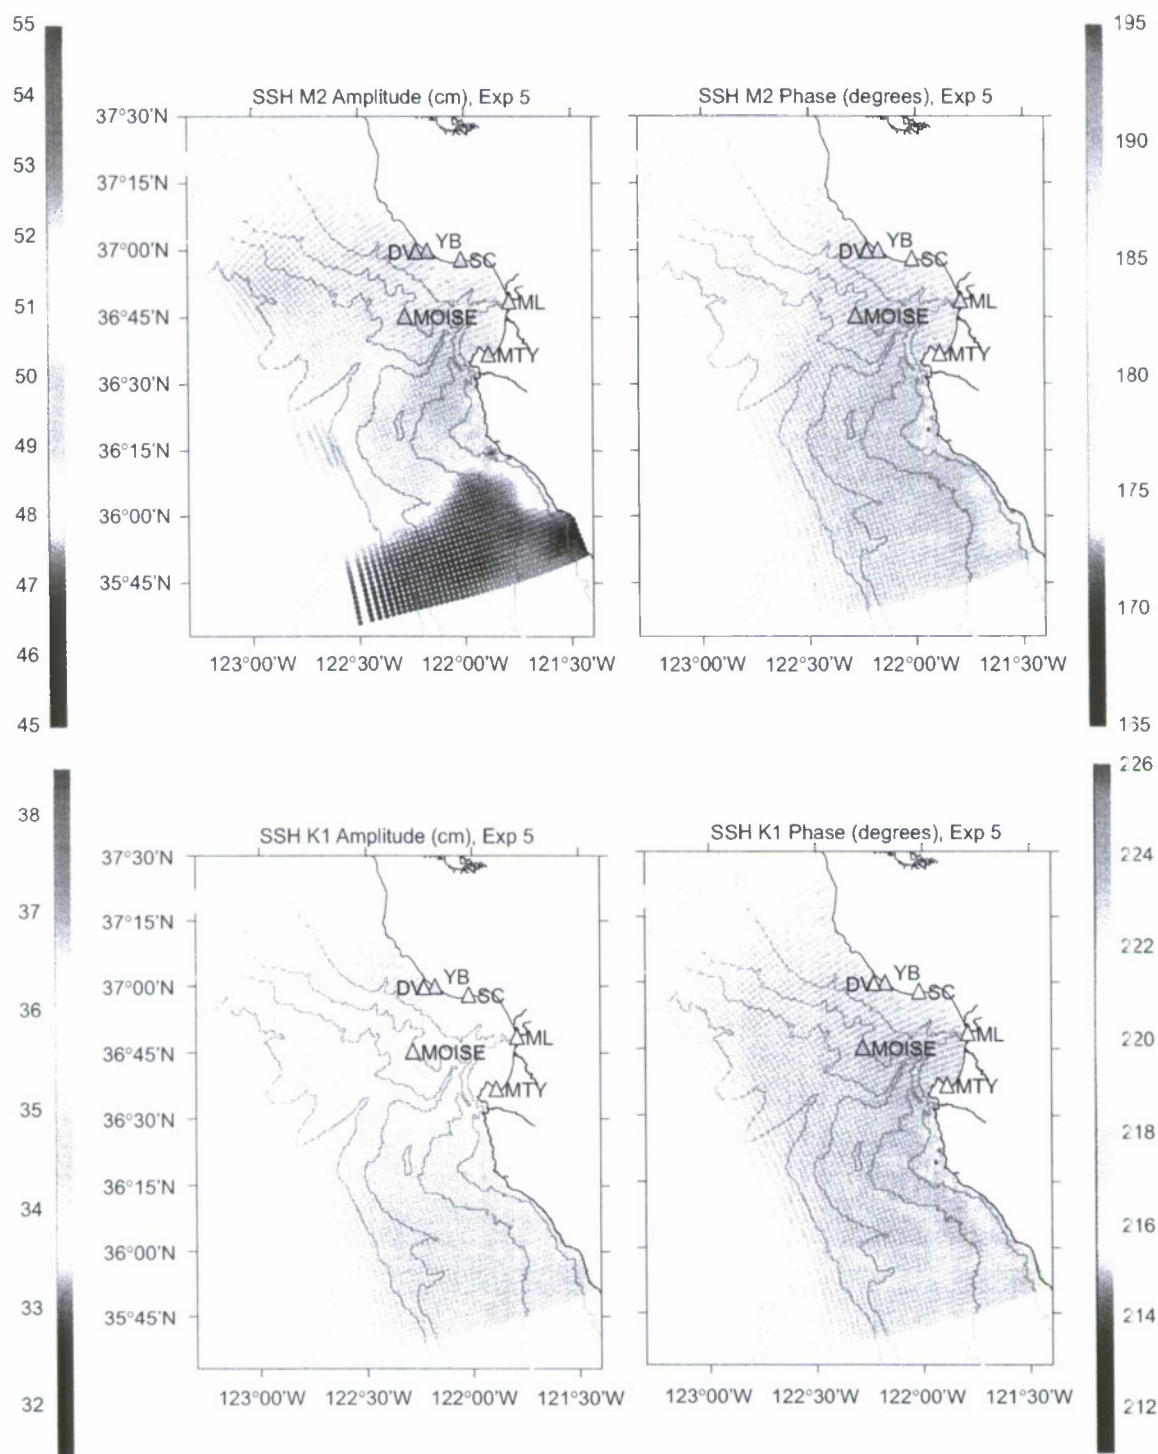 55
54
53
52
51
50
49
48
47
46
45
SSH M2 Amplitude (cm), Exp 5
37°30'N
37°15'N
37°00'N
36°45'N
36°30'N
36°15'N
36°00'N
35°45'N
DV YB
SC
ML
MOISE
MTY
123°00'W 122°30'W 122°00'W 121°30'W
SSH M2 Phase (degrees), Exp 5
DV YB
SC
ML
MOISE
MTY
123°00'W 122°30'W 122°00'W 121°30'W
195
190
185
180
175
170
165
38
37
36
35
34
33
32
SSH K1 Amplitude (cm), Exp 5
37°30'N
37°15'N
37°00'N
36°45'N
36°30'N
36°15'N
36°00'N
35°45'N
DV YB
SC
ML
MOISE
MTY
123°00'W 122°30'W 122°00'W 121°30'W
SSH K1 Phase (degrees), Exp 5
DV YB
SC
ML
MOISE
MTY
123°00'W 122°30'W 122°00'W 121°30'W
226
224
222
220
218
216
214
212